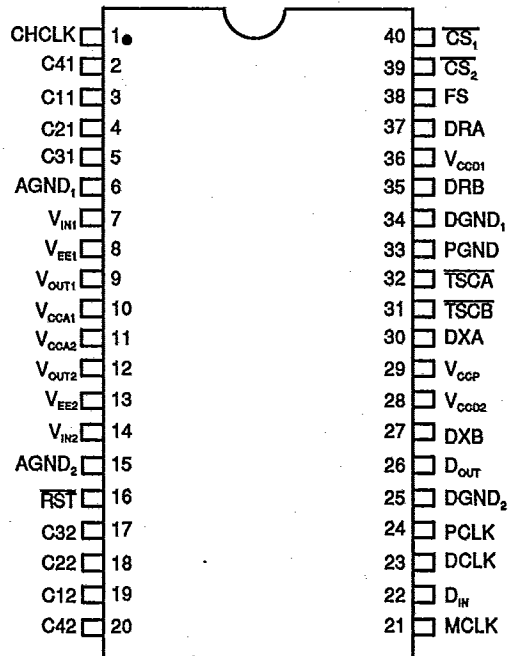 CHCLK 1 40 CS₁
C41 2 39 CS₂
C11 3 38 FS
C21 4 37 DRA
C31 5 36 VCCD1
AGND₁ 6 35 DRB
VIN1 7 34 DGND₁
VEE1 8 33 PGND
VOUT1 9 32 TSCA
VCCA1 10 31 TSCB
VCCA2 11 30 DXA
VOUT2 12 29 VCCP
VEE2 13 28 VCCD2
VIN2 14 27 DXB
AGND₂ 15 26 DOUT
RST 16 25 DGND₂
C32 17 24 PCLK
C22 18 23 DCLK
C12 19 22 DIN
C42 20 21 MCLK